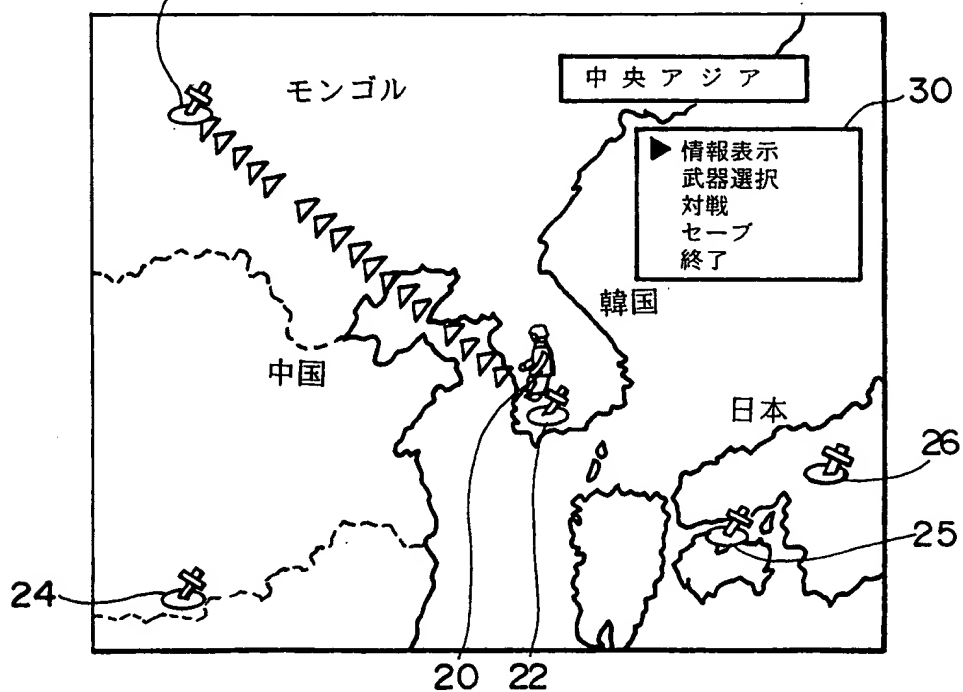 モンゴル
中央アジア
30
▶ 情報表示
武器選択
対戦
セーブ
終了
韓国
中国
日本
26
25
24
20 22